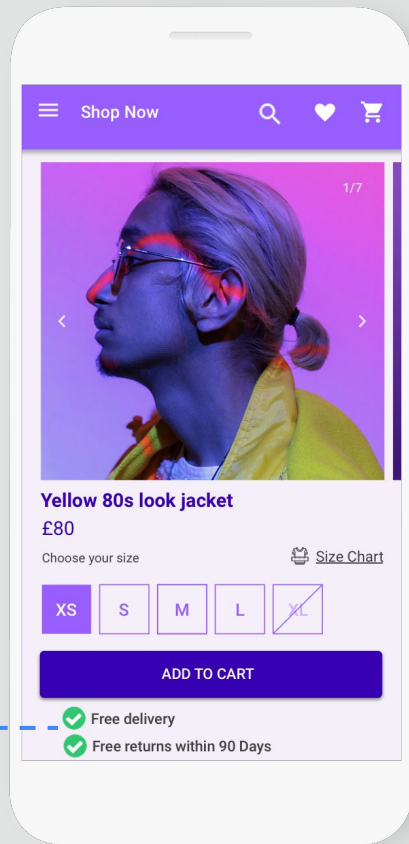 Shop Now
1/7
Yellow 80s look jacket
£80
Choose your size
Size Chart
XS S M L XL
ADD TO CART
Free delivery
Free returns within 90 Days